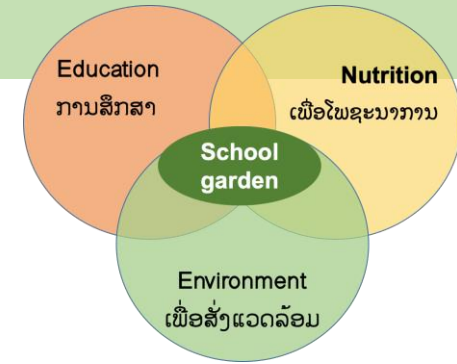 Education
ການສຶກສາ
Nutrition
ເພື່ອໂພຊະນາການ
School
garden
Environment
ເພື່ອສັ່ງແວດລ້ອມ